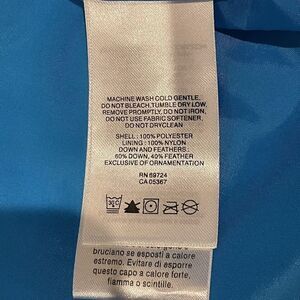 MACHINE WASH COLD GENTLE,
DO NOT BLEACH, TUMBLE DRY LOW,
REMOVE PROMPTLY, DO NOT IRON,
DO NOT USE FABRIC SOFTENER,
DO NOT DRYCLEAN
SHELL : 100% POLYESTER
LINING : 100% NYLON
DOWN AND FEATHERS :
60% DOWN, 40% FEATHER
EXCLUSIVE OF ORNAMENTATION
RN 69724
CA 05367
bruciano se esposti a calore
estremo. Evitare di esporre
questo capo a calore forte,
fiamma o scintille.